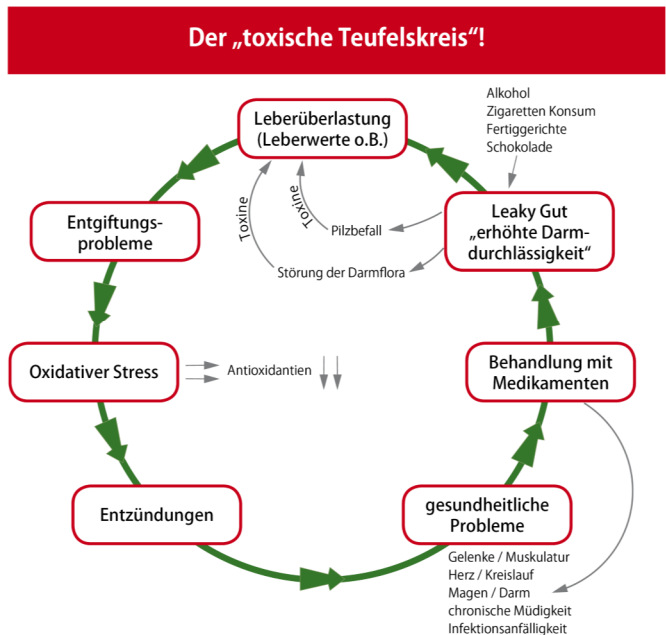 Der „toxische Teufelskreis“!
Alkohol
Zigaretten Konsum
Fertiggerichte
Schokolade
Leberüberlastung
(Leberwerte o.B.)
Leaky Gut
„erhöhte Darm-
durchlässigkeit“
Toxine
Toxine
Pilzbefall
Störung der Darmflora
Entgiftungs-
probleme
Oxidativer Stress
Antioxidantien
Behandlung mit
Medikamenten
Entzündungen
gesundheitliche
Probleme
Gelenke / Muskulatur
Herz / Kreislauf
Magen / Darm
chronische Müdigkeit
Infektionsanfälligkeit